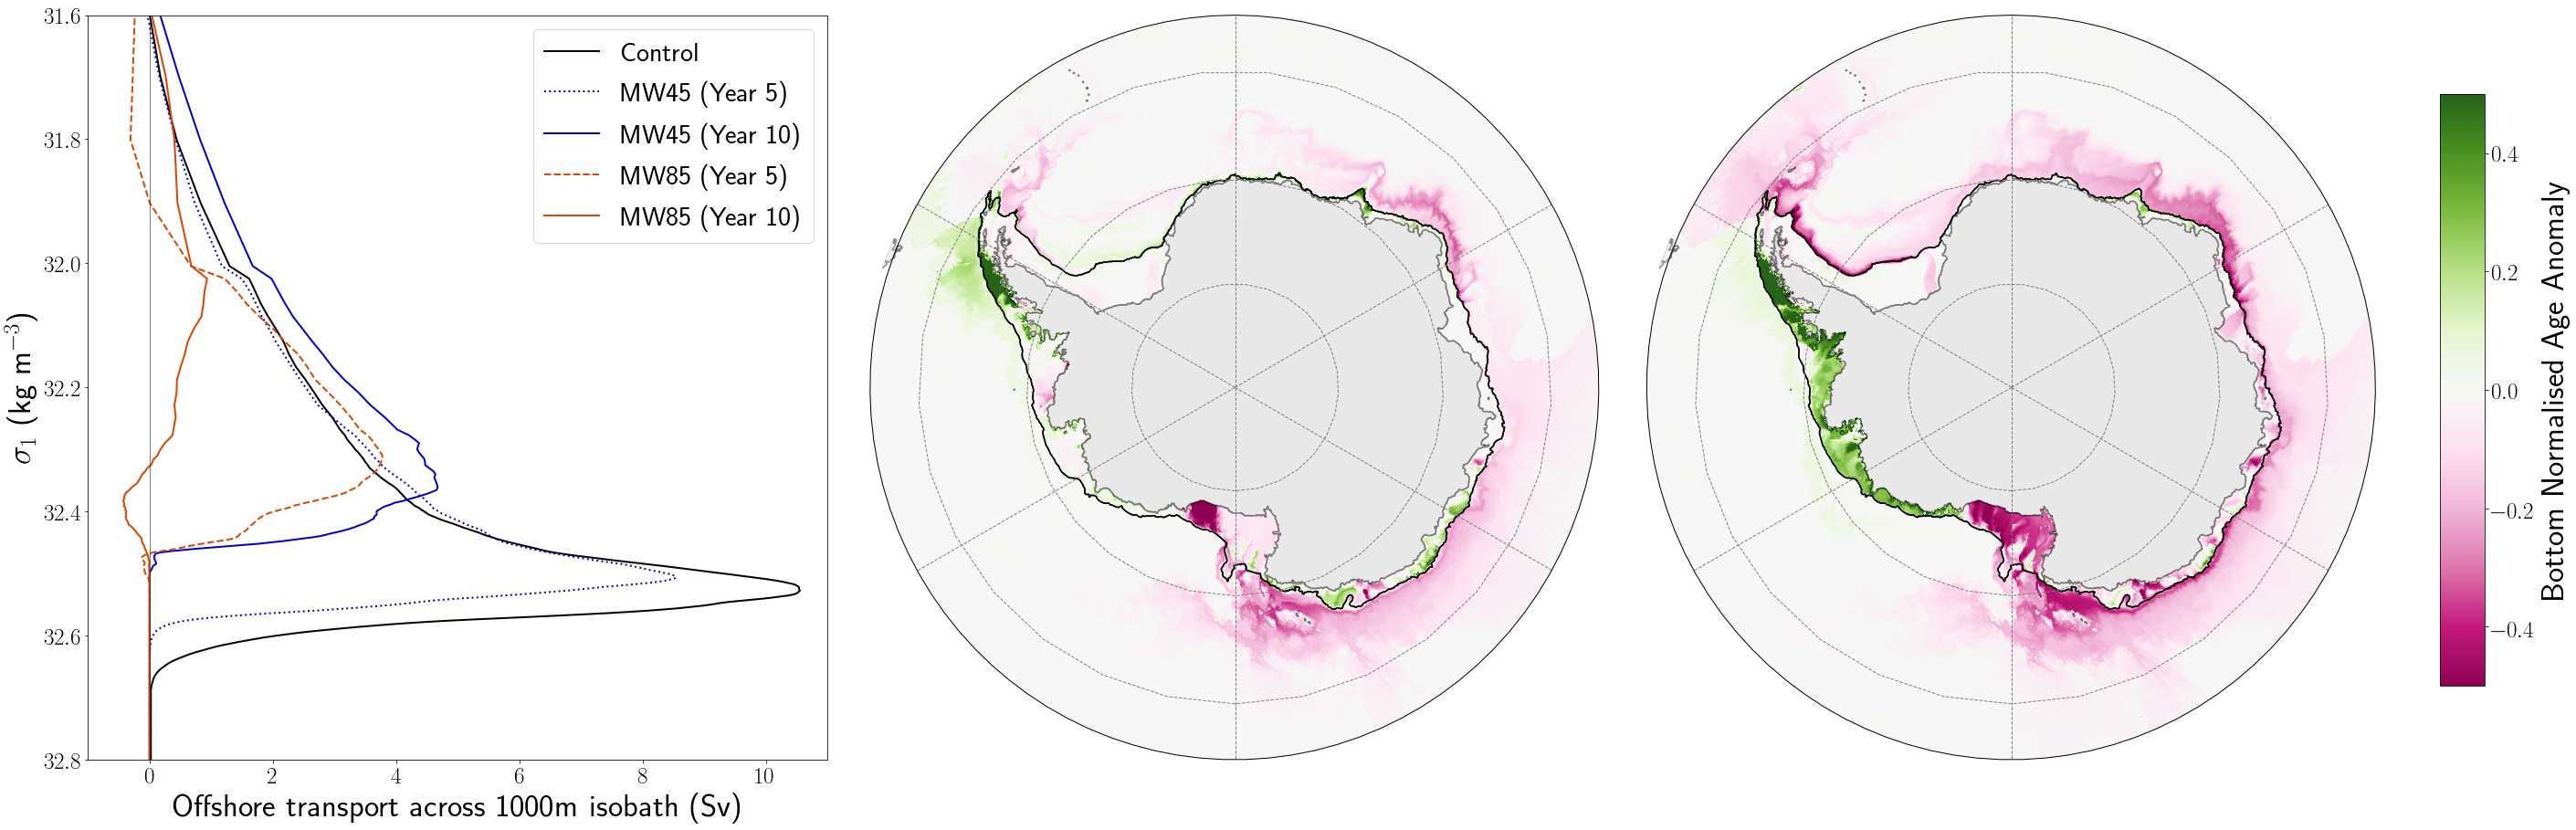 31.6
31.8
32.0
32.2
32.4
32.6
32.8
σ₁ (kg m⁻³)
0
2
4
6
8
10
Offshore transport across 1000m isobath (Sv)
Control
MW45 (Year 5)
MW45 (Year 10)
MW85 (Year 5)
MW85 (Year 10)
0.4
0.2
0.0
−0.2
−0.4
Bottom Normalised Age Anomaly